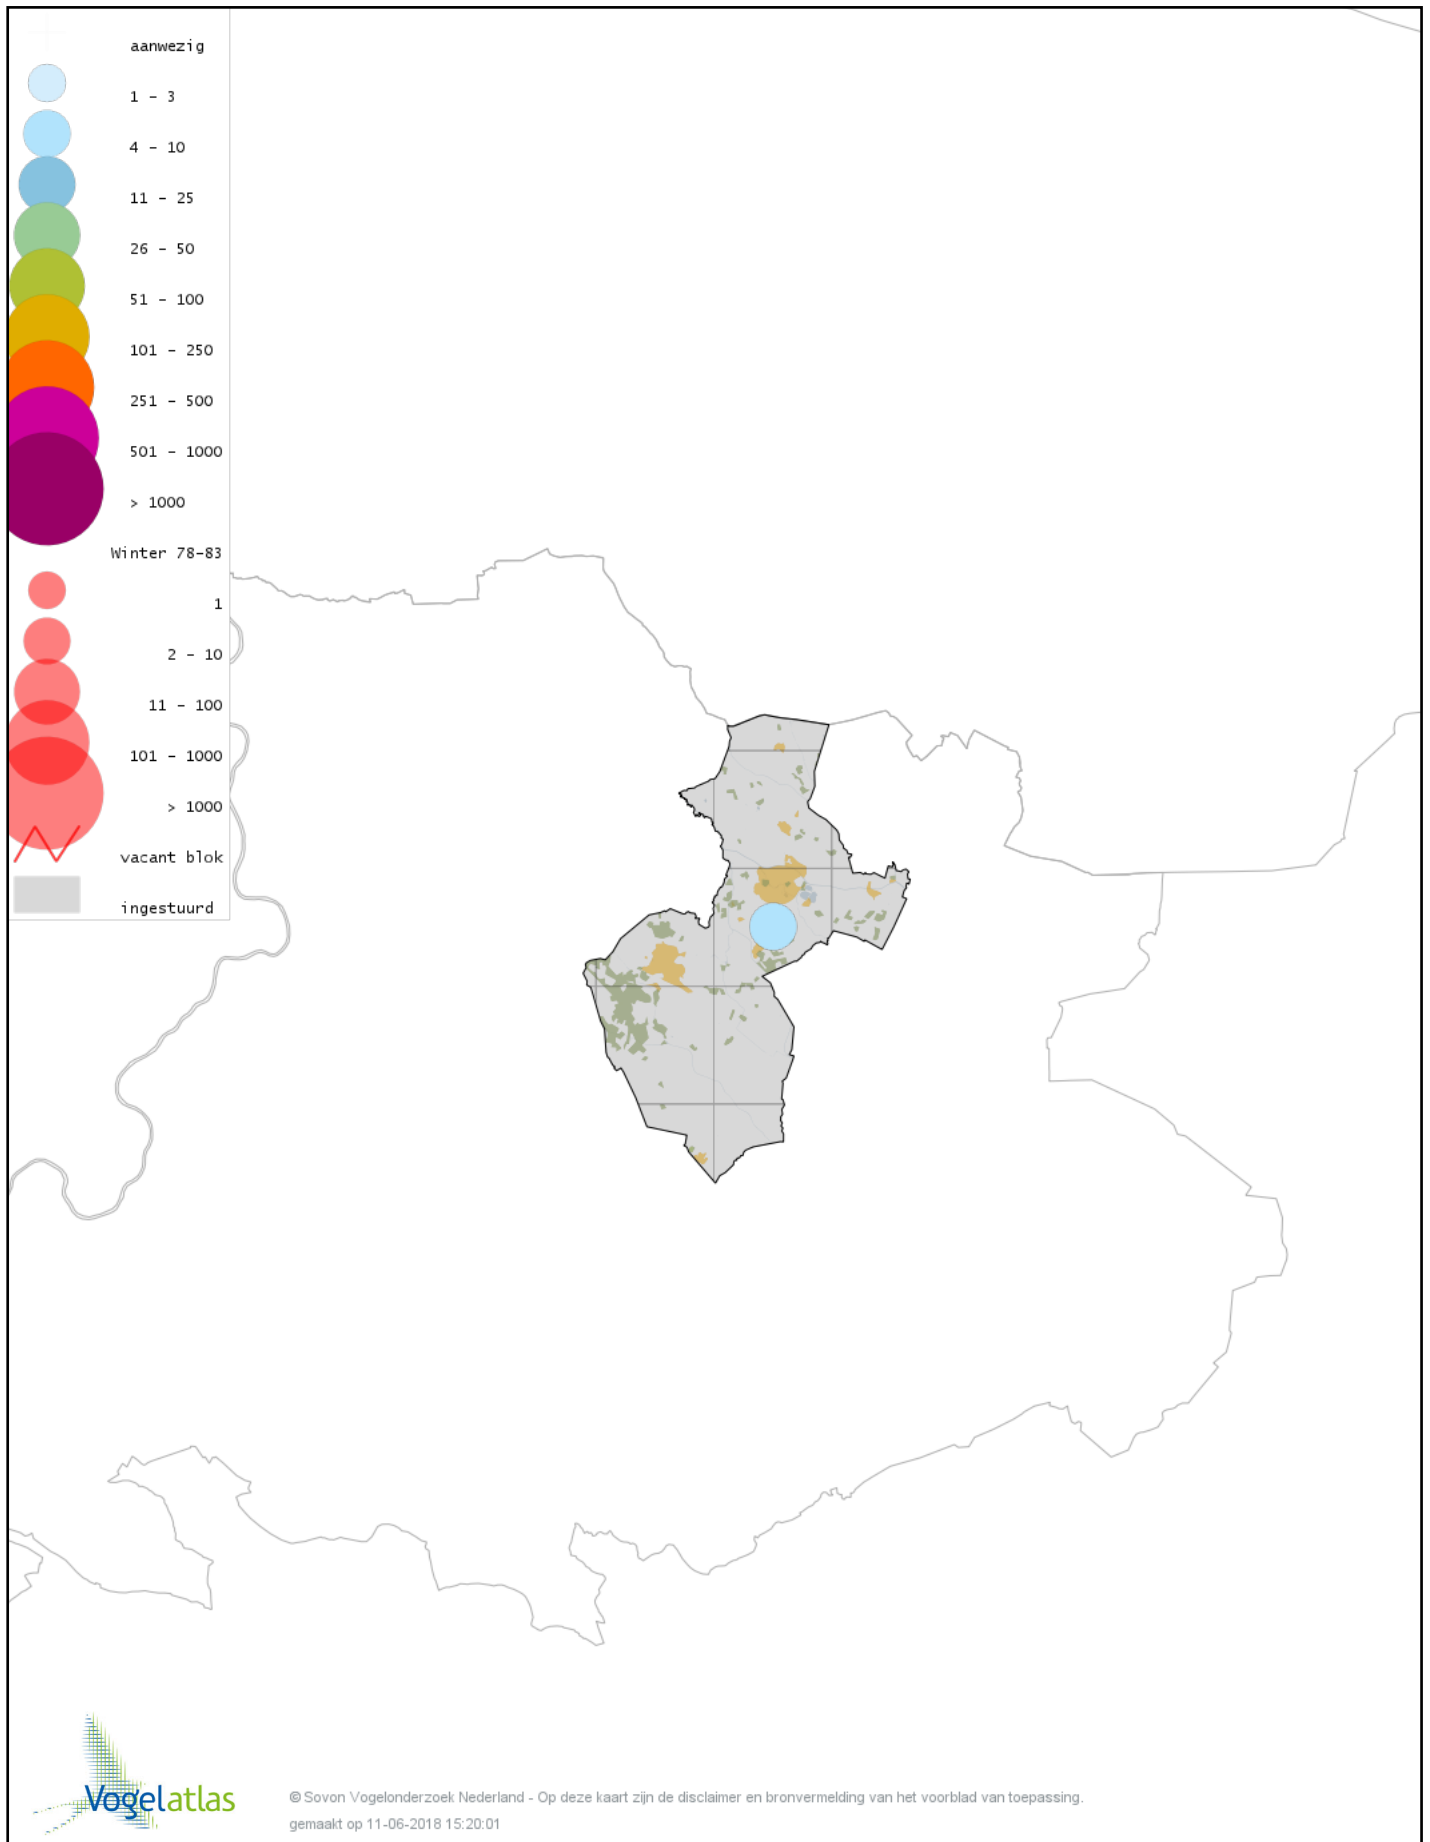 aanwezig
1 - 3
4 - 10
11 - 25
26 - 50
51 - 100
101 - 250
251 - 500
501 - 1000
> 1000
Winter 78-83
1
2 - 10
11 - 100
101 - 1000
> 1000
vacant blok
ingestuurd
Vogelatlas
© Sovon Vogelonderzoek Nederland - Op deze kaart zijn de disclaimer en bronvermelding van het voorblad van toepassing.
gemaakt op 11-06-2018 15:20:01